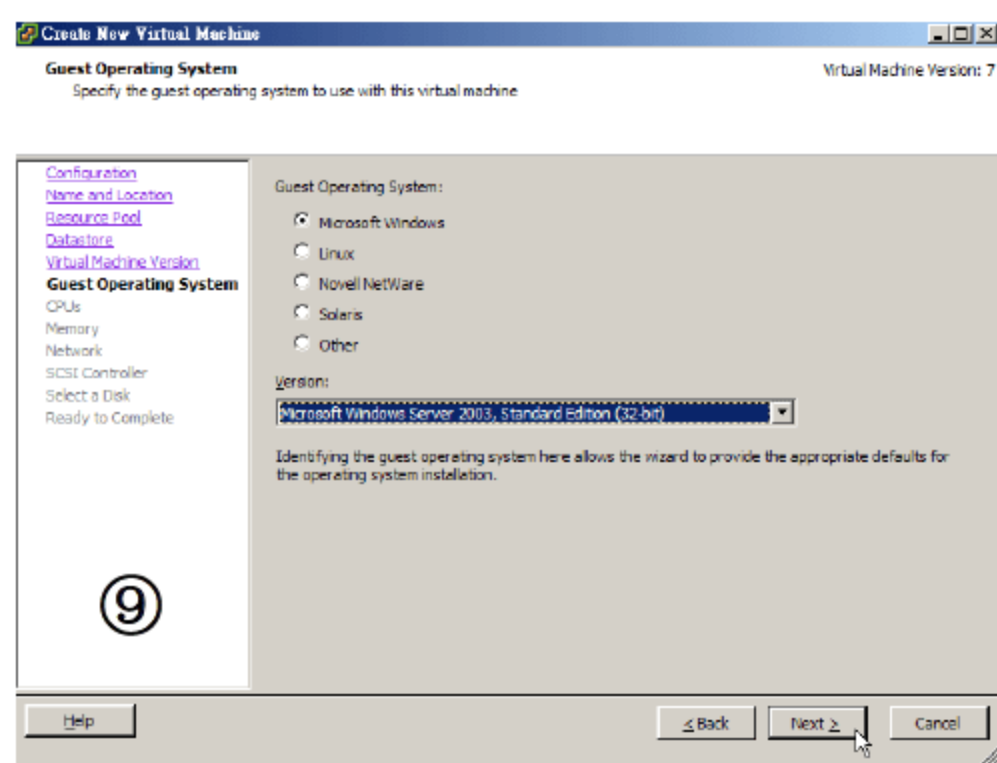 Create New Virtual Machine
Guest Operating System
Virtual Machine Version: 7
Specify the guest operating system to use with this virtual machine
Configuration
Name and Location
Resource Pool
Datastore
Virtual Machine Version
Guest Operating System
CPUs
Memory
Network
SCSI Controller
Select a Disk
Ready to Complete
⑨
Guest Operating System:
Microsoft Windows
Linux
Novell NetWare
Solaris
Other
Version:
Microsoft Windows Server 2003, Standard Edition (32-bit)
Identifying the guest operating system here allows the wizard to provide the appropriate defaults for
the operating system installation.
Help
≤ Back
Next ≥
Cancel